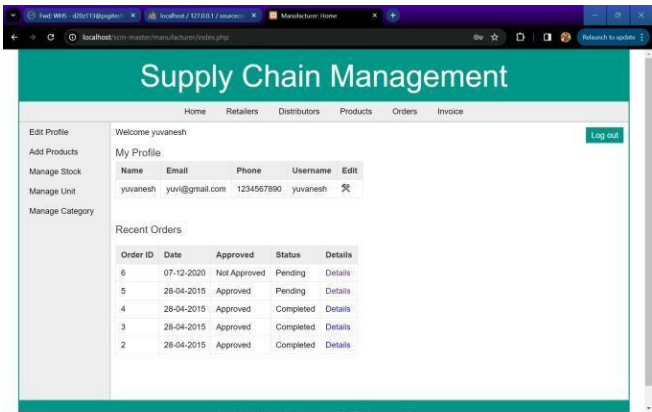 Fwd: WHS - d20z113@psgitec
localhost / 127.0.0.1 / sourcec
Manufacturer: Home
localhost/scm-master/manufacturer/index.php
Relaunch to update
Supply Chain Management
Home Retailers Distributors Products Orders Invoice
Edit Profile
Add Products
Manage Stock
Manage Unit
Manage Category
Welcome yuvanesh
Log out
My Profile
Name Email Phone Username Edit
yuvanesh yuvi@gmail.com 1234567890 yuvanesh
Recent Orders
Order ID Date Approved Status Details
6 07-12-2020 Not Approved Pending Details
5 28-04-2015 Approved Pending Details
4 28-04-2015 Approved Completed Details
3 28-04-2015 Approved Completed Details
2 28-04-2015 Approved Completed Details